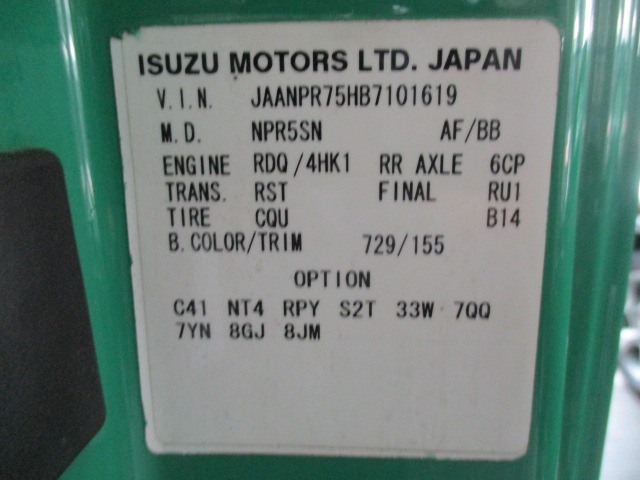 ISUZU MOTORS LTD. JAPAN
V.I.N. JAANPR75HB7101619
M.D. NPR5SN AF/BB
ENGINE RDQ/4HK1 RR AXLE 6CP
TRANS. RST FINAL RU1
TIRE CQU B14
B.COLOR/TRIM 729/155
OPTION
C41 NT4 RPY S2T 33W 7QQ
7YN 8GJ 8JM